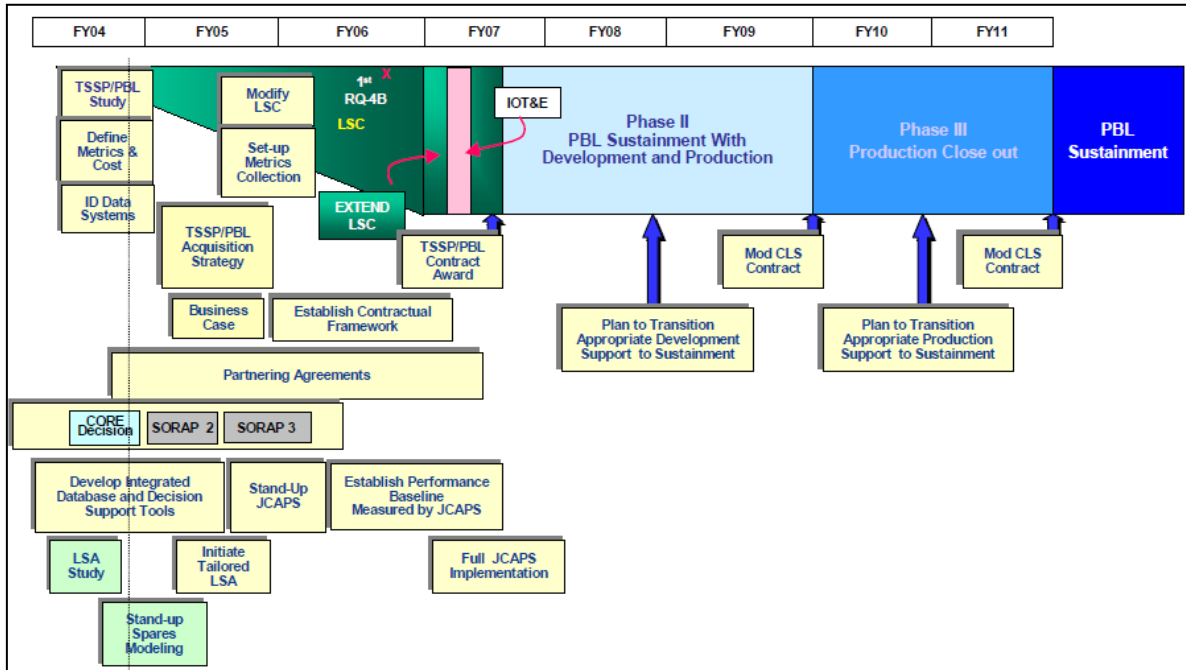 FY04 FY05 FY06 FY07 FY08 FY09 FY10 FY11
TSSP/PBL
Study
Define
Metrics &
Cost
ID Data
Systems
Modify
LSC
Set-up
Metrics
Collection
TSSP/PBL
Acquisition
Strategy
1st X
RQ-4B
LSC
EXTEND
LSC
IOT&E
Phase II
PBL Sustainment With
Development and Production
Phase III
Production Close out
PBL
Sustainment
TSSP/PBL
Contract
Award
Mod CLS
Contract
Mod CLS
Contract
Business
Case
Establish Contractual
Framework
Plan to Transition
Appropriate Development
Support to Sustainment
Plan to Transition
Appropriate Production
Support to Sustainment
Partnering Agreements
CORE
Decision
SORAP 2
SORAP 3
Develop Integrated
Database and Decision
Support Tools
Stand-Up
JCAPS
Establish Performance
Baseline
Measured by JCAPS
LSA
Study
Initiate
Tailored
LSA
Full JCAPS
Implementation
Stand-up
Spares
Modeling